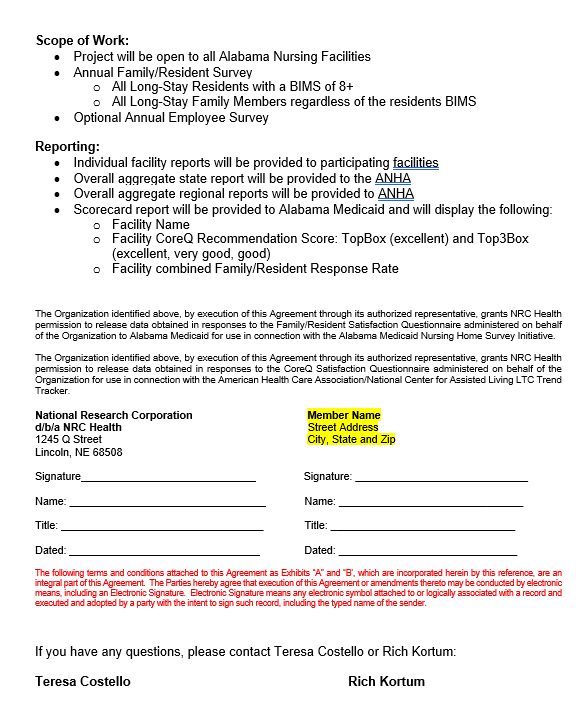 Scope of Work:
• Project will be open to all Alabama Nursing Facilities
• Annual Family/Resident Survey
o All Long-Stay Residents with a BIMS of 8+
o All Long-Stay Family Members regardless of the residents BIMS
• Optional Annual Employee Survey
Reporting:
• Individual facility reports will be provided to participating facilities
• Overall aggregate state report will be provided to the ANHA
• Overall aggregate regional reports will be provided to ANHA
• Scorecard report will be provided to Alabama Medicaid and will display the following:
o Facility Name
o Facility CoreQ Recommendation Score: TopBox (excellent) and Top3Box
(excellent, very good, good)
o Facility combined Family/Resident Response Rate
The Organization identified above, by execution of this Agreement through its authorized representative, grants NRC Health
permission to release data obtained in responses to the Family/Resident Satisfaction Questionnaire administered on behalf
of the Organization to Alabama Medicaid for use in connection with the Alabama Medicaid Nursing Home Survey Initiative.
The Organization identified above, by execution of this Agreement through its authorized representative, grants NRC Health
permission to release data obtained in responses to the CoreQ Satisfaction Questionnaire administered on behalf of the
Organization for use in connection with the American Health Care Association/National Center for Assisted Living LTC Trend
Tracker.
National Research Corporation Member Name
d/b/a NRC Health Street Address
1245 Q Street City, State and Zip
Lincoln, NE 68508
Signature____________ Signature: ____________
Name: ____________ Name: ____________
Title: ____________ Title: ____________
Dated: ____________ Dated: ____________
The following terms and conditions attached to this Agreement as Exhibits "A" and "B', which are incorporated herein by this reference, are an
integral part of this Agreement. The Parties hereby agree that execution of this Agreement or amendments thereto may be conducted by electronic
means, including an Electronic Signature. Electronic Signature means any electronic symbol attached to or logically associated with a record and
executed and adopted by a party with the intent to sign such record, including the typed name of the sender.
If you have any questions, please contact Teresa Costello or Rich Kortum:
Teresa Costello Rich Kortum